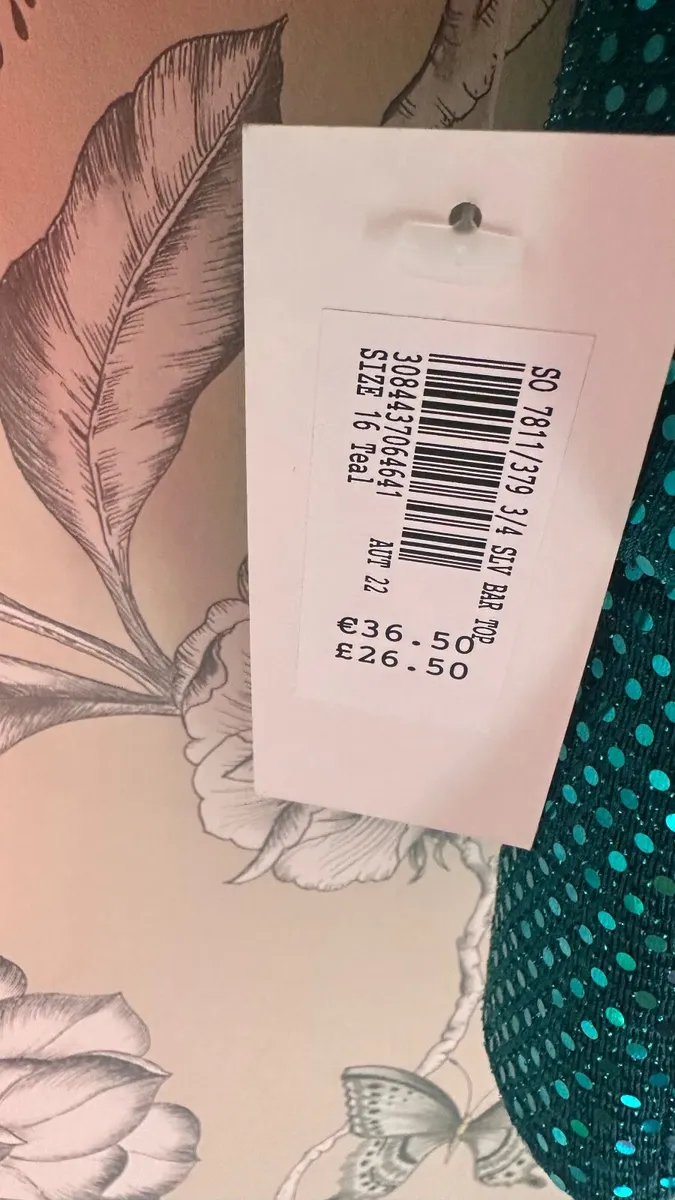 SO 7811/379 3/4 SLV BAR TOP
3084437064641
SIZE 16 Teal AUT 22
€36.50
£26.50